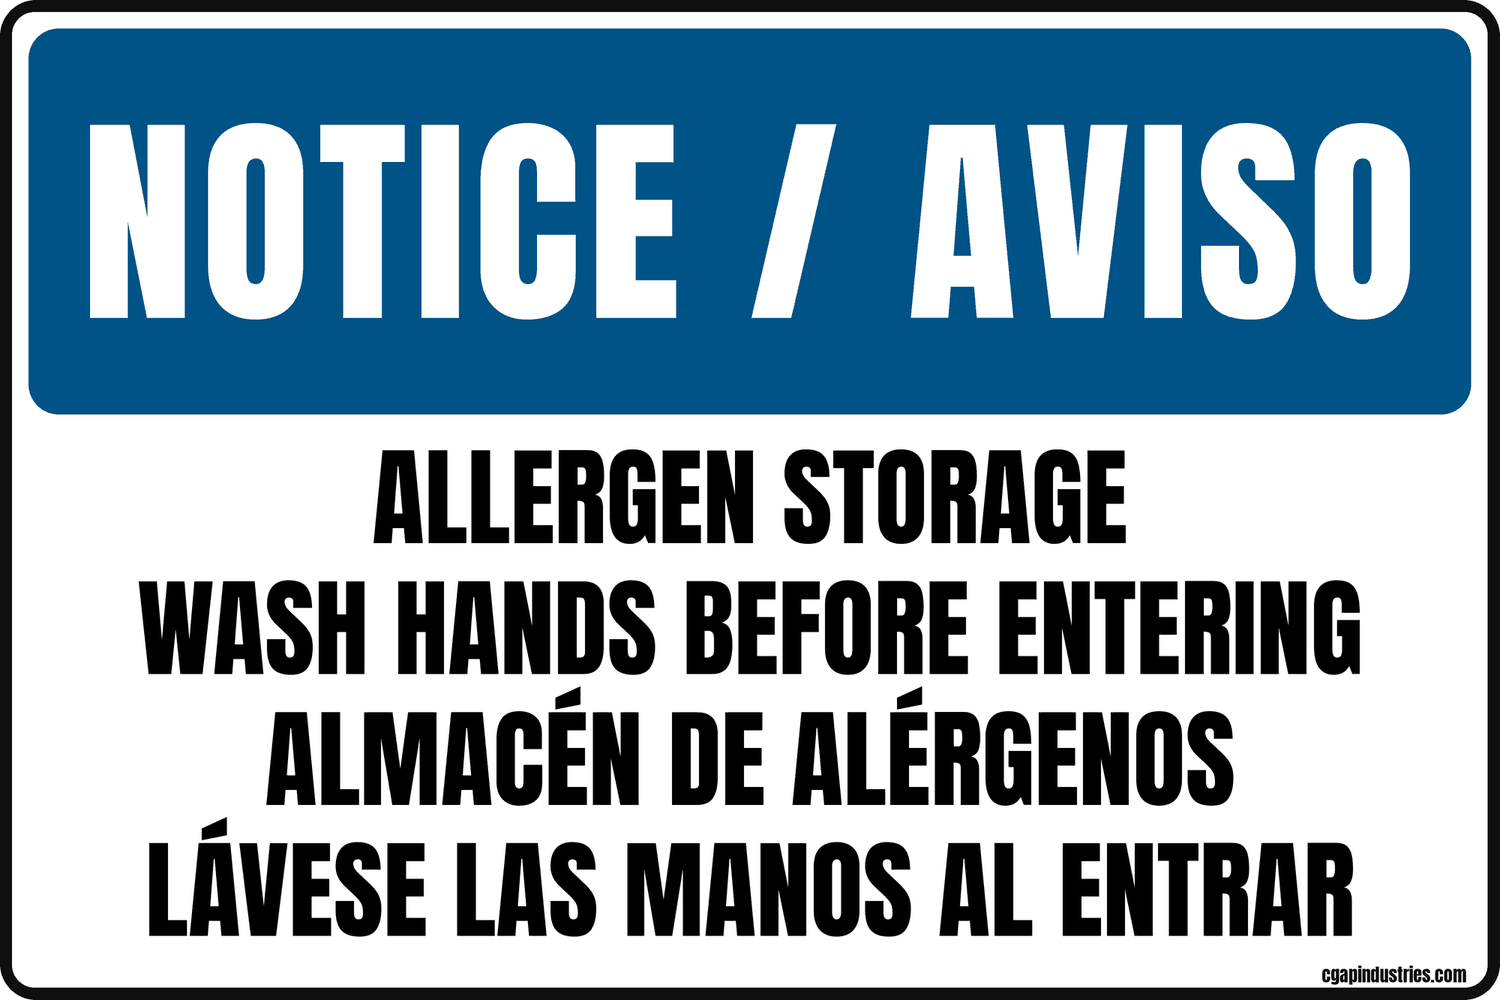 NOTICE / AVISO
ALLERGEN STORAGE
WASH HANDS BEFORE ENTERING
ALMACÉN DE ALÉRGENOS
LÁVESE LAS MANOS AL ENTRAR
cgapindustries.com